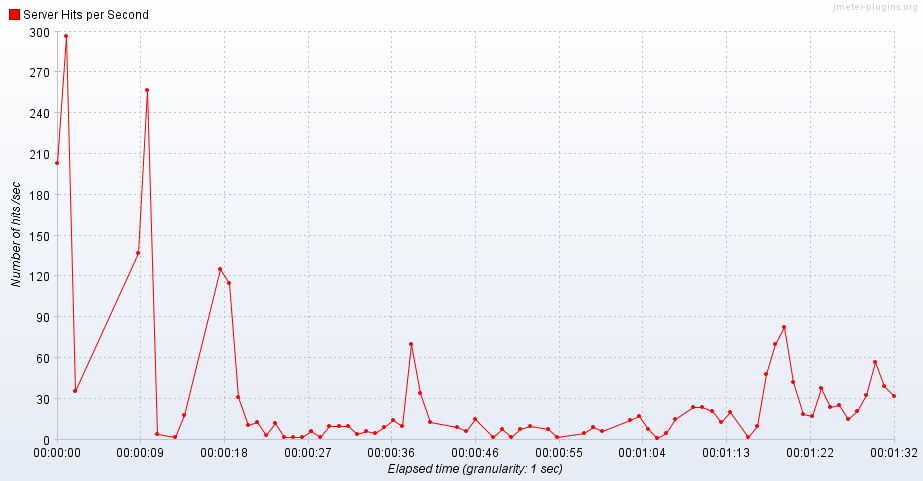 jmeter-plugins.org
Server Hits per Second
300
270
240
210
180
150
120
90
60
30
0
Number of hits /sec
00:00:00 00:00:09 00:00:18 00:00:27 00:00:36 00:00:46 00:00:55 00:01:04 00:01:13 00:01:22 00:01:32
Elapsed time (granularity: 1 sec)